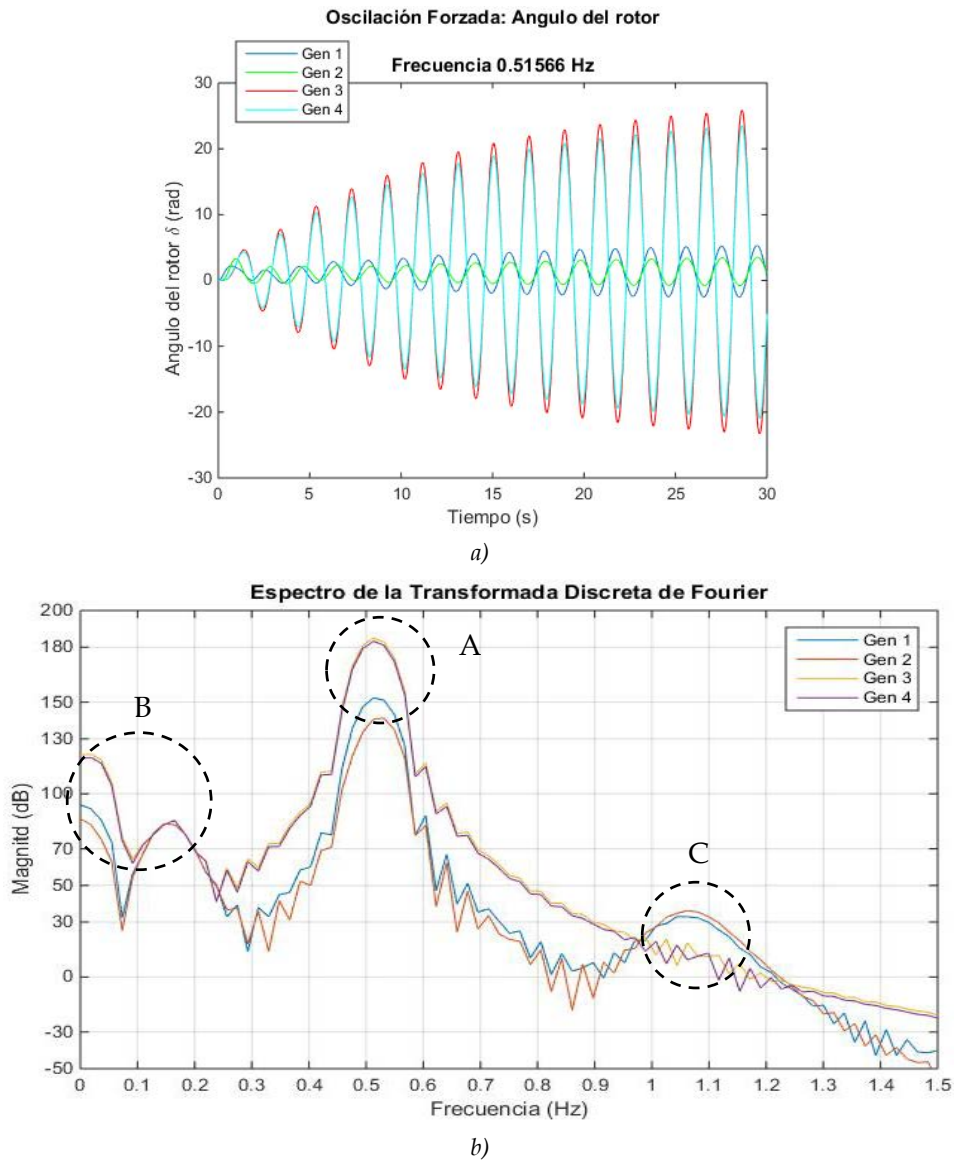 Oscilación Forzada: Angulo del rotor
Frecuencia 0.51566 Hz
Gen 1
Gen 2
Gen 3
Gen 4
Angulo del rotor δ (rad)
30
20
10
0
-10
-20
-30
0 5 10 15 20 25 30
Tiempo (s)
a)
Espectro de la Transformada Discreta de Fourier
Gen 1
Gen 2
Gen 3
Gen 4
A
B
C
Magnitd (dB)
200
180
150
130
100
70
50
30
0
-30
-50
0 0.1 0.2 0.3 0.4 0.5 0.6 0.7 0.8 0.9 1 1.1 1.2 1.3 1.4 1.5
Frecuencia (Hz)
b)